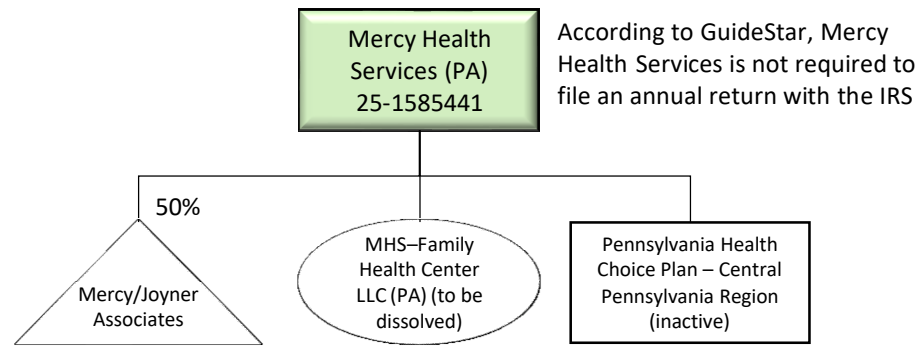 Mercy Health
Services (PA)
25-1585441
According to GuideStar, Mercy
Health Services is not required to
file an annual return with the IRS
50%
Mercy/Joyner
Associates
MHS–Family
Health Center
LLC (PA) (to be
dissolved)
Pennsylvania Health
Choice Plan – Central
Pennsylvania Region
(inactive)